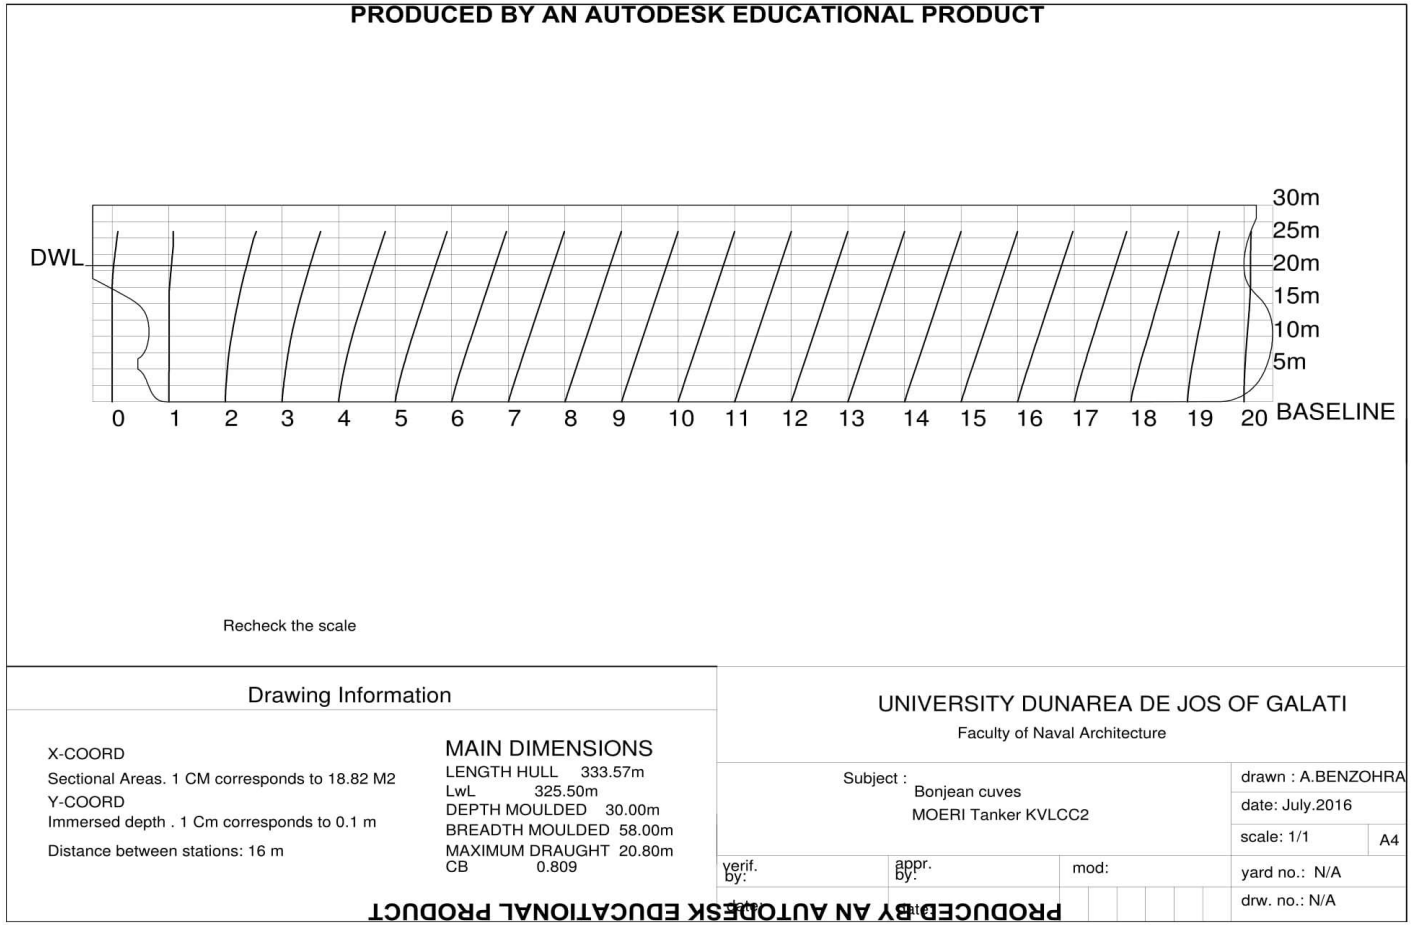 PRODUCED BY AN AUTODESK EDUCATIONAL PRODUCT
30m
25m
DWL
20m
15m
10m
5m
0 1 2 3 4 5 6 7 8 9 10 11 12 13 14 15 16 17 18 19 20 BASELINE
Recheck the scale
Drawing Information
X-COORD
Sectional Areas. 1 CM corresponds to 18.82 M2
Y-COORD
Immersed depth . 1 Cm corresponds to 0.1 m
Distance between stations: 16 m
MAIN DIMENSIONS
LENGTH HULL 333.57m
LwL 325.50m
DEPTH MOULDED 30.00m
BREADTH MOULDED 58.00m
MAXIMUM DRAUGHT 20.80m
CB 0.809
UNIVERSITY DUNAREA DE JOS OF GALATI
Faculty of Naval Architecture
Subject :
Bonjean cuves
MOERI Tanker KVLCC2
drawn : A.BENZOHRA
date: July.2016
scale: 1/1 A4
verif. by:
appr. by:
mod:
yard no.: N/A
date:
date:
drw. no.: N/A
PRODUCED BY AN AUTODESK EDUCATIONAL PRODUCT